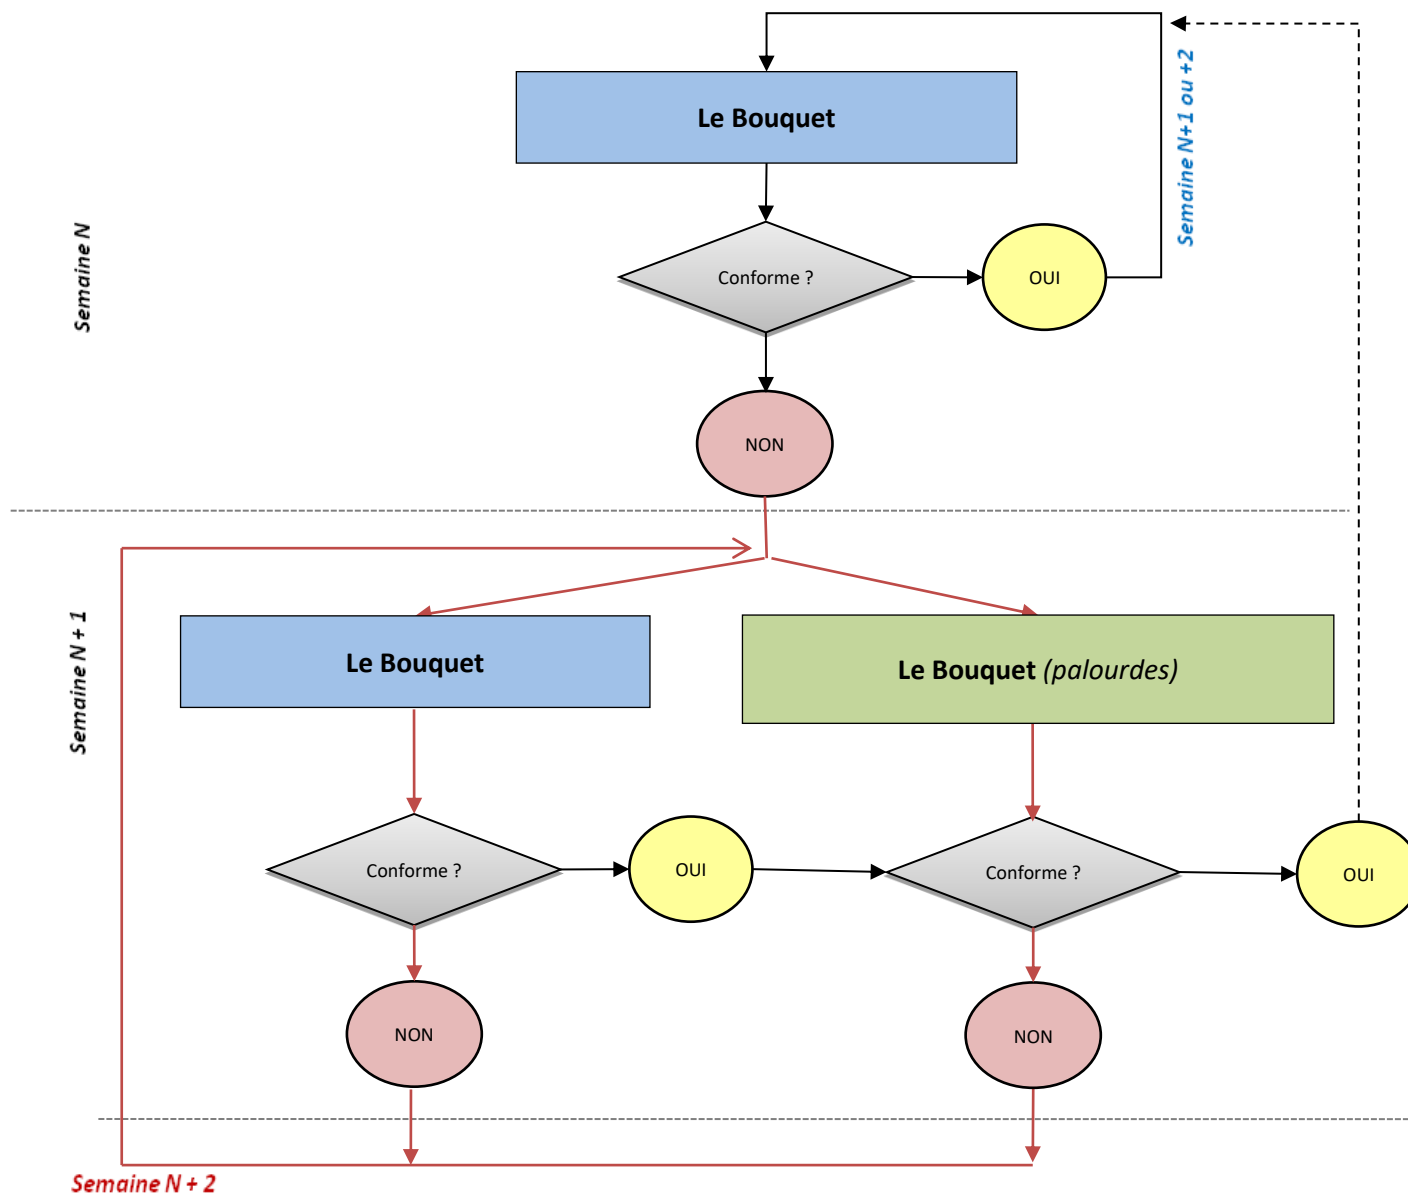 Semaine N+1 ou +2
Le Bouquet
Semaine N
Conforme ?
OUI
NON
Semaine N + 1
Le Bouquet
Le Bouquet (palourdes)
Conforme ?
OUI
Conforme ?
OUI
NON
NON
Semaine N + 2